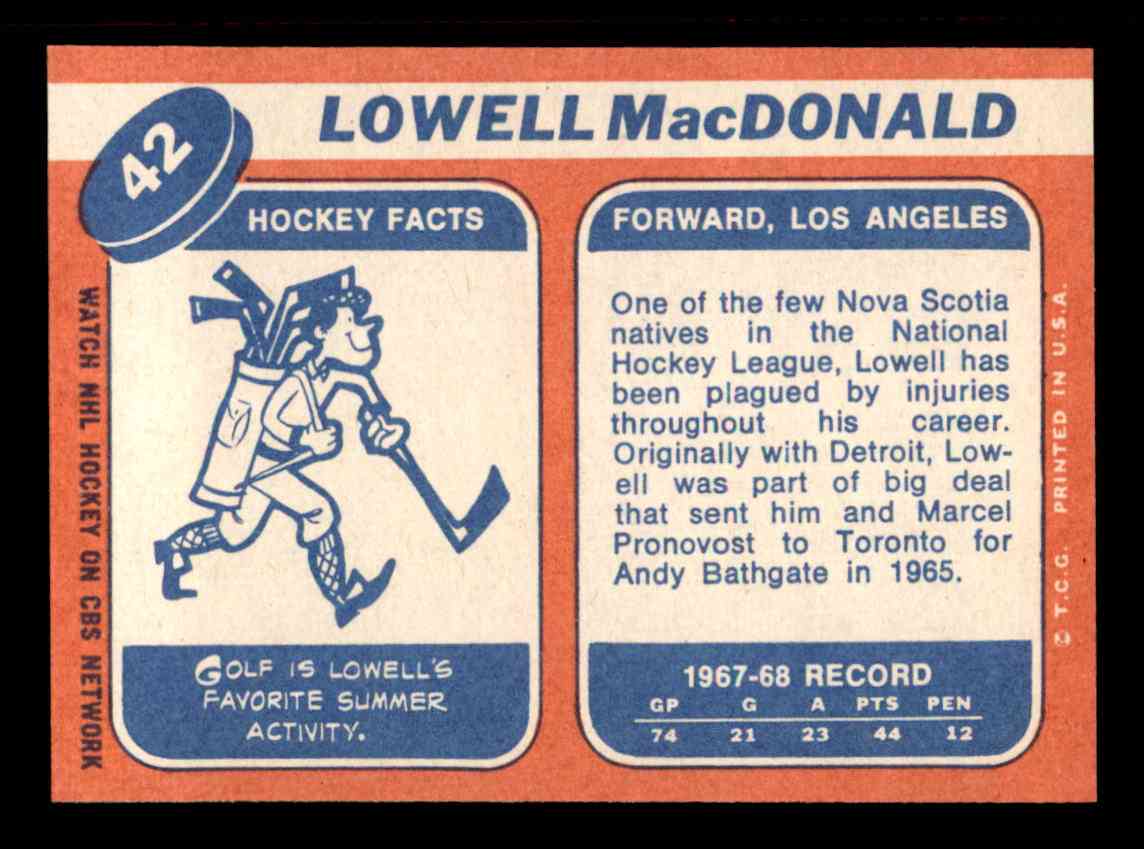 42
LOWELL MacDONALD
HOCKEY FACTS
GOLF IS LOWELL'S
FAVORITE SUMMER
ACTIVITY.
FORWARD, LOS ANGELES
One of the few Nova Scotia
natives in the National
Hockey League, Lowell has
been plagued by injuries
throughout his career.
Originally with Detroit, Low-
ell was part of big deal
that sent him and Marcel
Pronovost to Toronto for
Andy Bathgate in 1965.
1967-68 RECORD
GP G A PTS PEN
74 21 23 44 12
WATCH NHL HOCKEY ON CBS NETWORK
© T.C.G. PRINTED IN U.S.A.